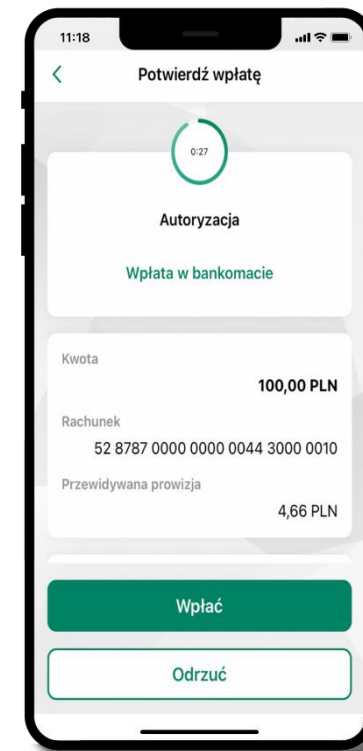 11:18
Potwierdź wpłatę
0:27
Autoryzacja
Wpłata w bankomacie
Kwota
100,00 PLN
Rachunek
52 8787 0000 0000 0044 3000 0010
Przewidywana prowizja
4,66 PLN
Wpłać
Odrzuć